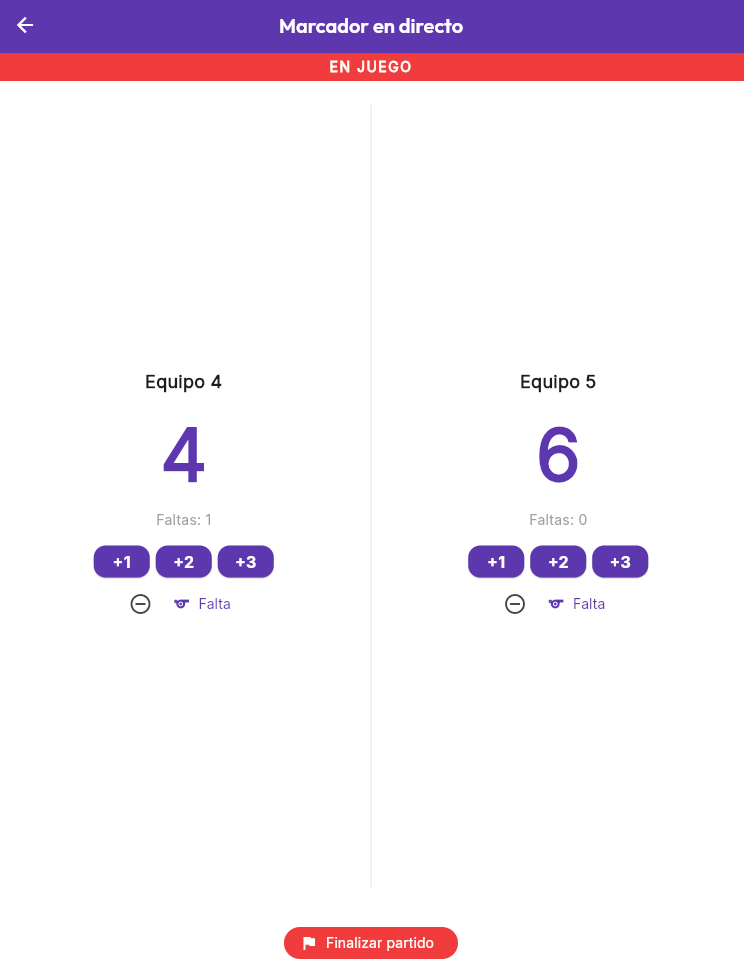 Marcador en directo
EN JUEGO
Equipo 4
4
Faltas: 1
+1 +2 +3
Falta
Equipo 5
6
Faltas: 0
+1 +2 +3
Falta
Finalizar partido